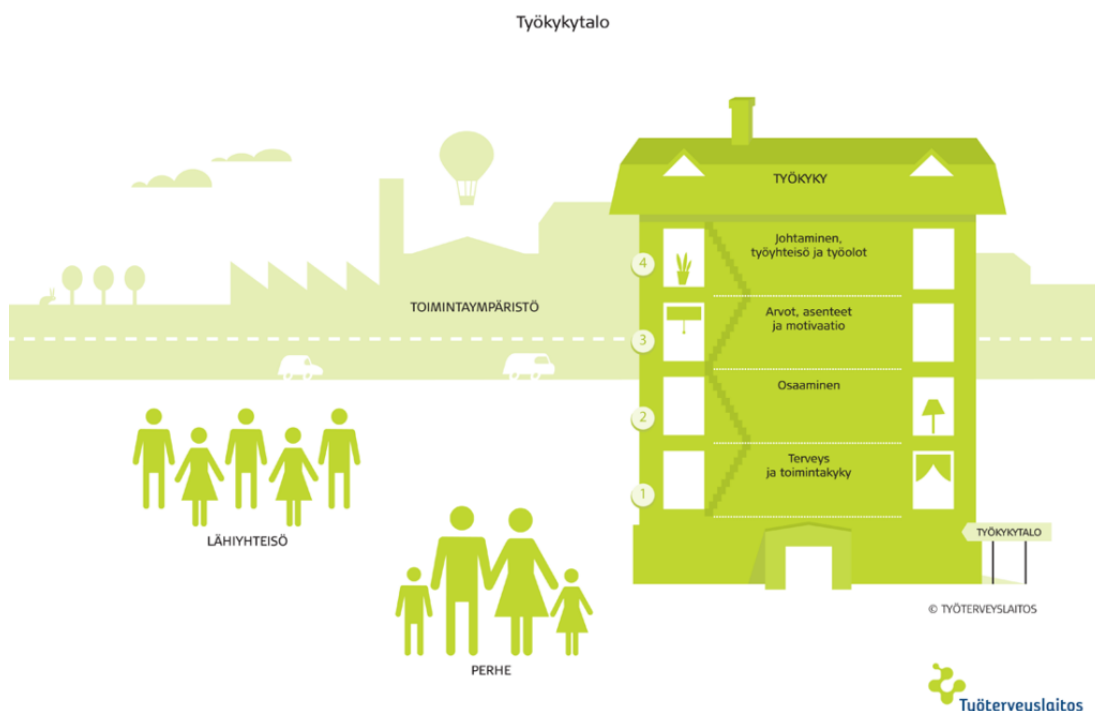 Työkykytalo
TYÖKYKY
4
Johtaminen,
työyhteisö ja työolot
TOIMINTAYMPÄRISTÖ
3
Arvot, asenteet
ja motivaatio
2
Osaaminen
1
Terveys
ja toimintakyky
LÄHIYHTEISÖ
PERHE
TYÖKYKYTALO
© TYÖTERVEYSLAITOS
Työterveyslaitos